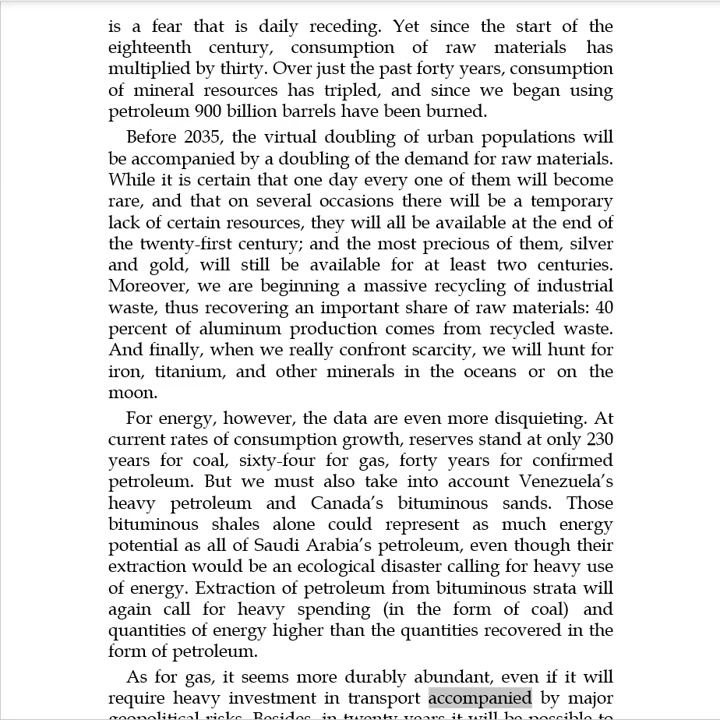 is a fear that is daily receding. Yet since the start of the
eighteenth century, consumption of raw materials has
multiplied by thirty. Over just the past forty years, consumption
of mineral resources has tripled, and since we began using
petroleum 900 billion barrels have been burned.
Before 2035, the virtual doubling of urban populations will
be accompanied by a doubling of the demand for raw materials.
While it is certain that one day every one of them will become
rare, and that on several occasions there will be a temporary
lack of certain resources, they will all be available at the end of
the twenty-first century; and the most precious of them, silver
and gold, will still be available for at least two centuries.
Moreover, we are beginning a massive recycling of industrial
waste, thus recovering an important share of raw materials: 40
percent of aluminum production comes from recycled waste.
And finally, when we really confront scarcity, we will hunt for
iron, titanium, and other minerals in the oceans or on the
moon.
For energy, however, the data are even more disquieting. At
current rates of consumption growth, reserves stand at only 230
years for coal, sixty-four for gas, forty years for confirmed
petroleum. But we must also take into account Venezuela's
heavy petroleum and Canada's bituminous sands. Those
bituminous shales alone could represent as much energy
potential as all of Saudi Arabia's petroleum, even though their
extraction would be an ecological disaster calling for heavy use
of energy. Extraction of petroleum from bituminous strata will
again call for heavy spending (in the form of coal) and
quantities of energy higher than the quantities recovered in the
form of petroleum.
As for gas, it seems more durably abundant, even if it will
require heavy investment in transport accompanied by major
geopolitical risks. Besides, in twenty years it will be possible to